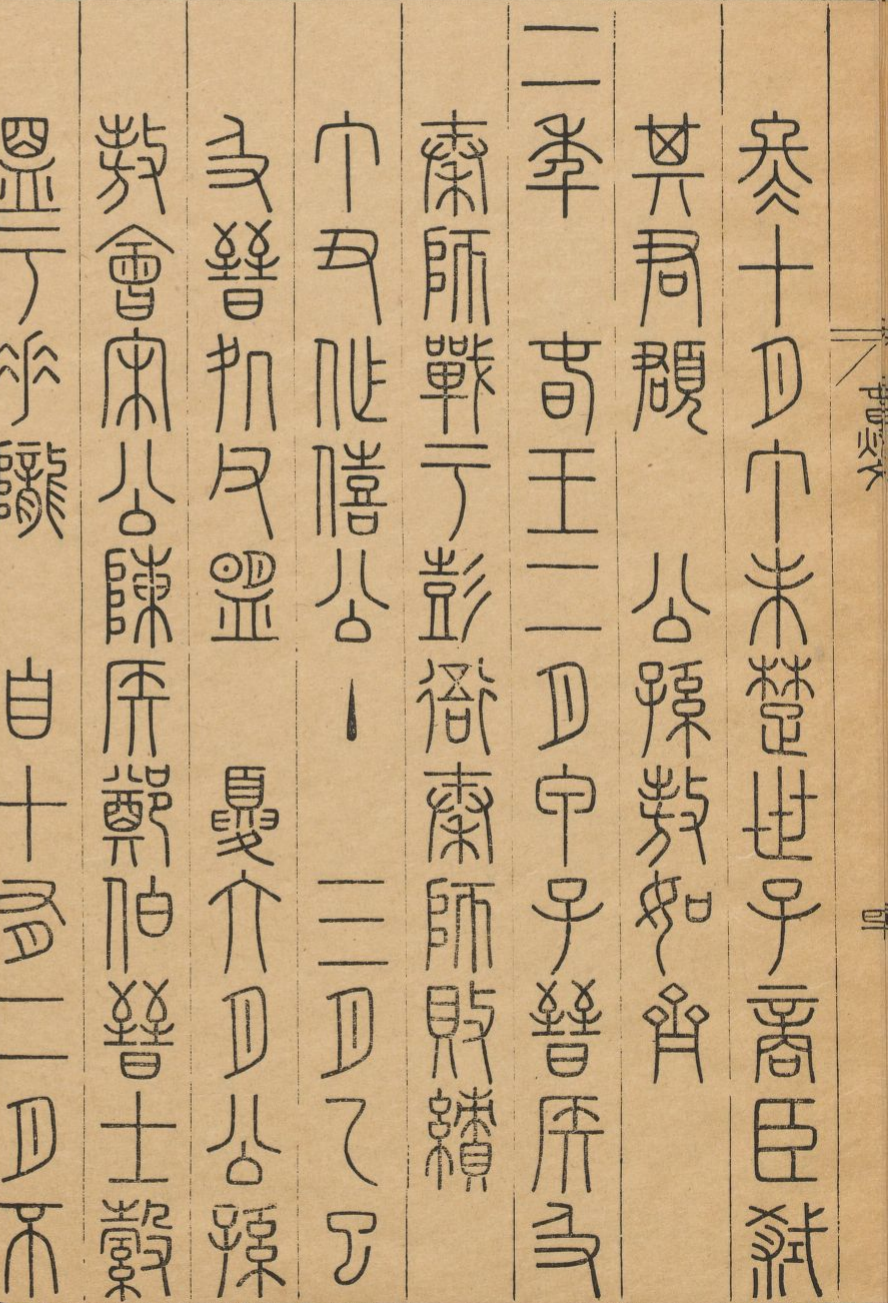 春秋文
冬十月丁未楚世子商臣弒
其君頵　公孫敖如齊
二年　春王二月甲子晉侯及
秦師戰于彭衙秦師敗績
丁丑作僖公主　三月乙巳
及晉処父盟　夏六月公孫
敖會宋公陳侯鄭伯晉士縠
盟于垂隴　自十有二月不